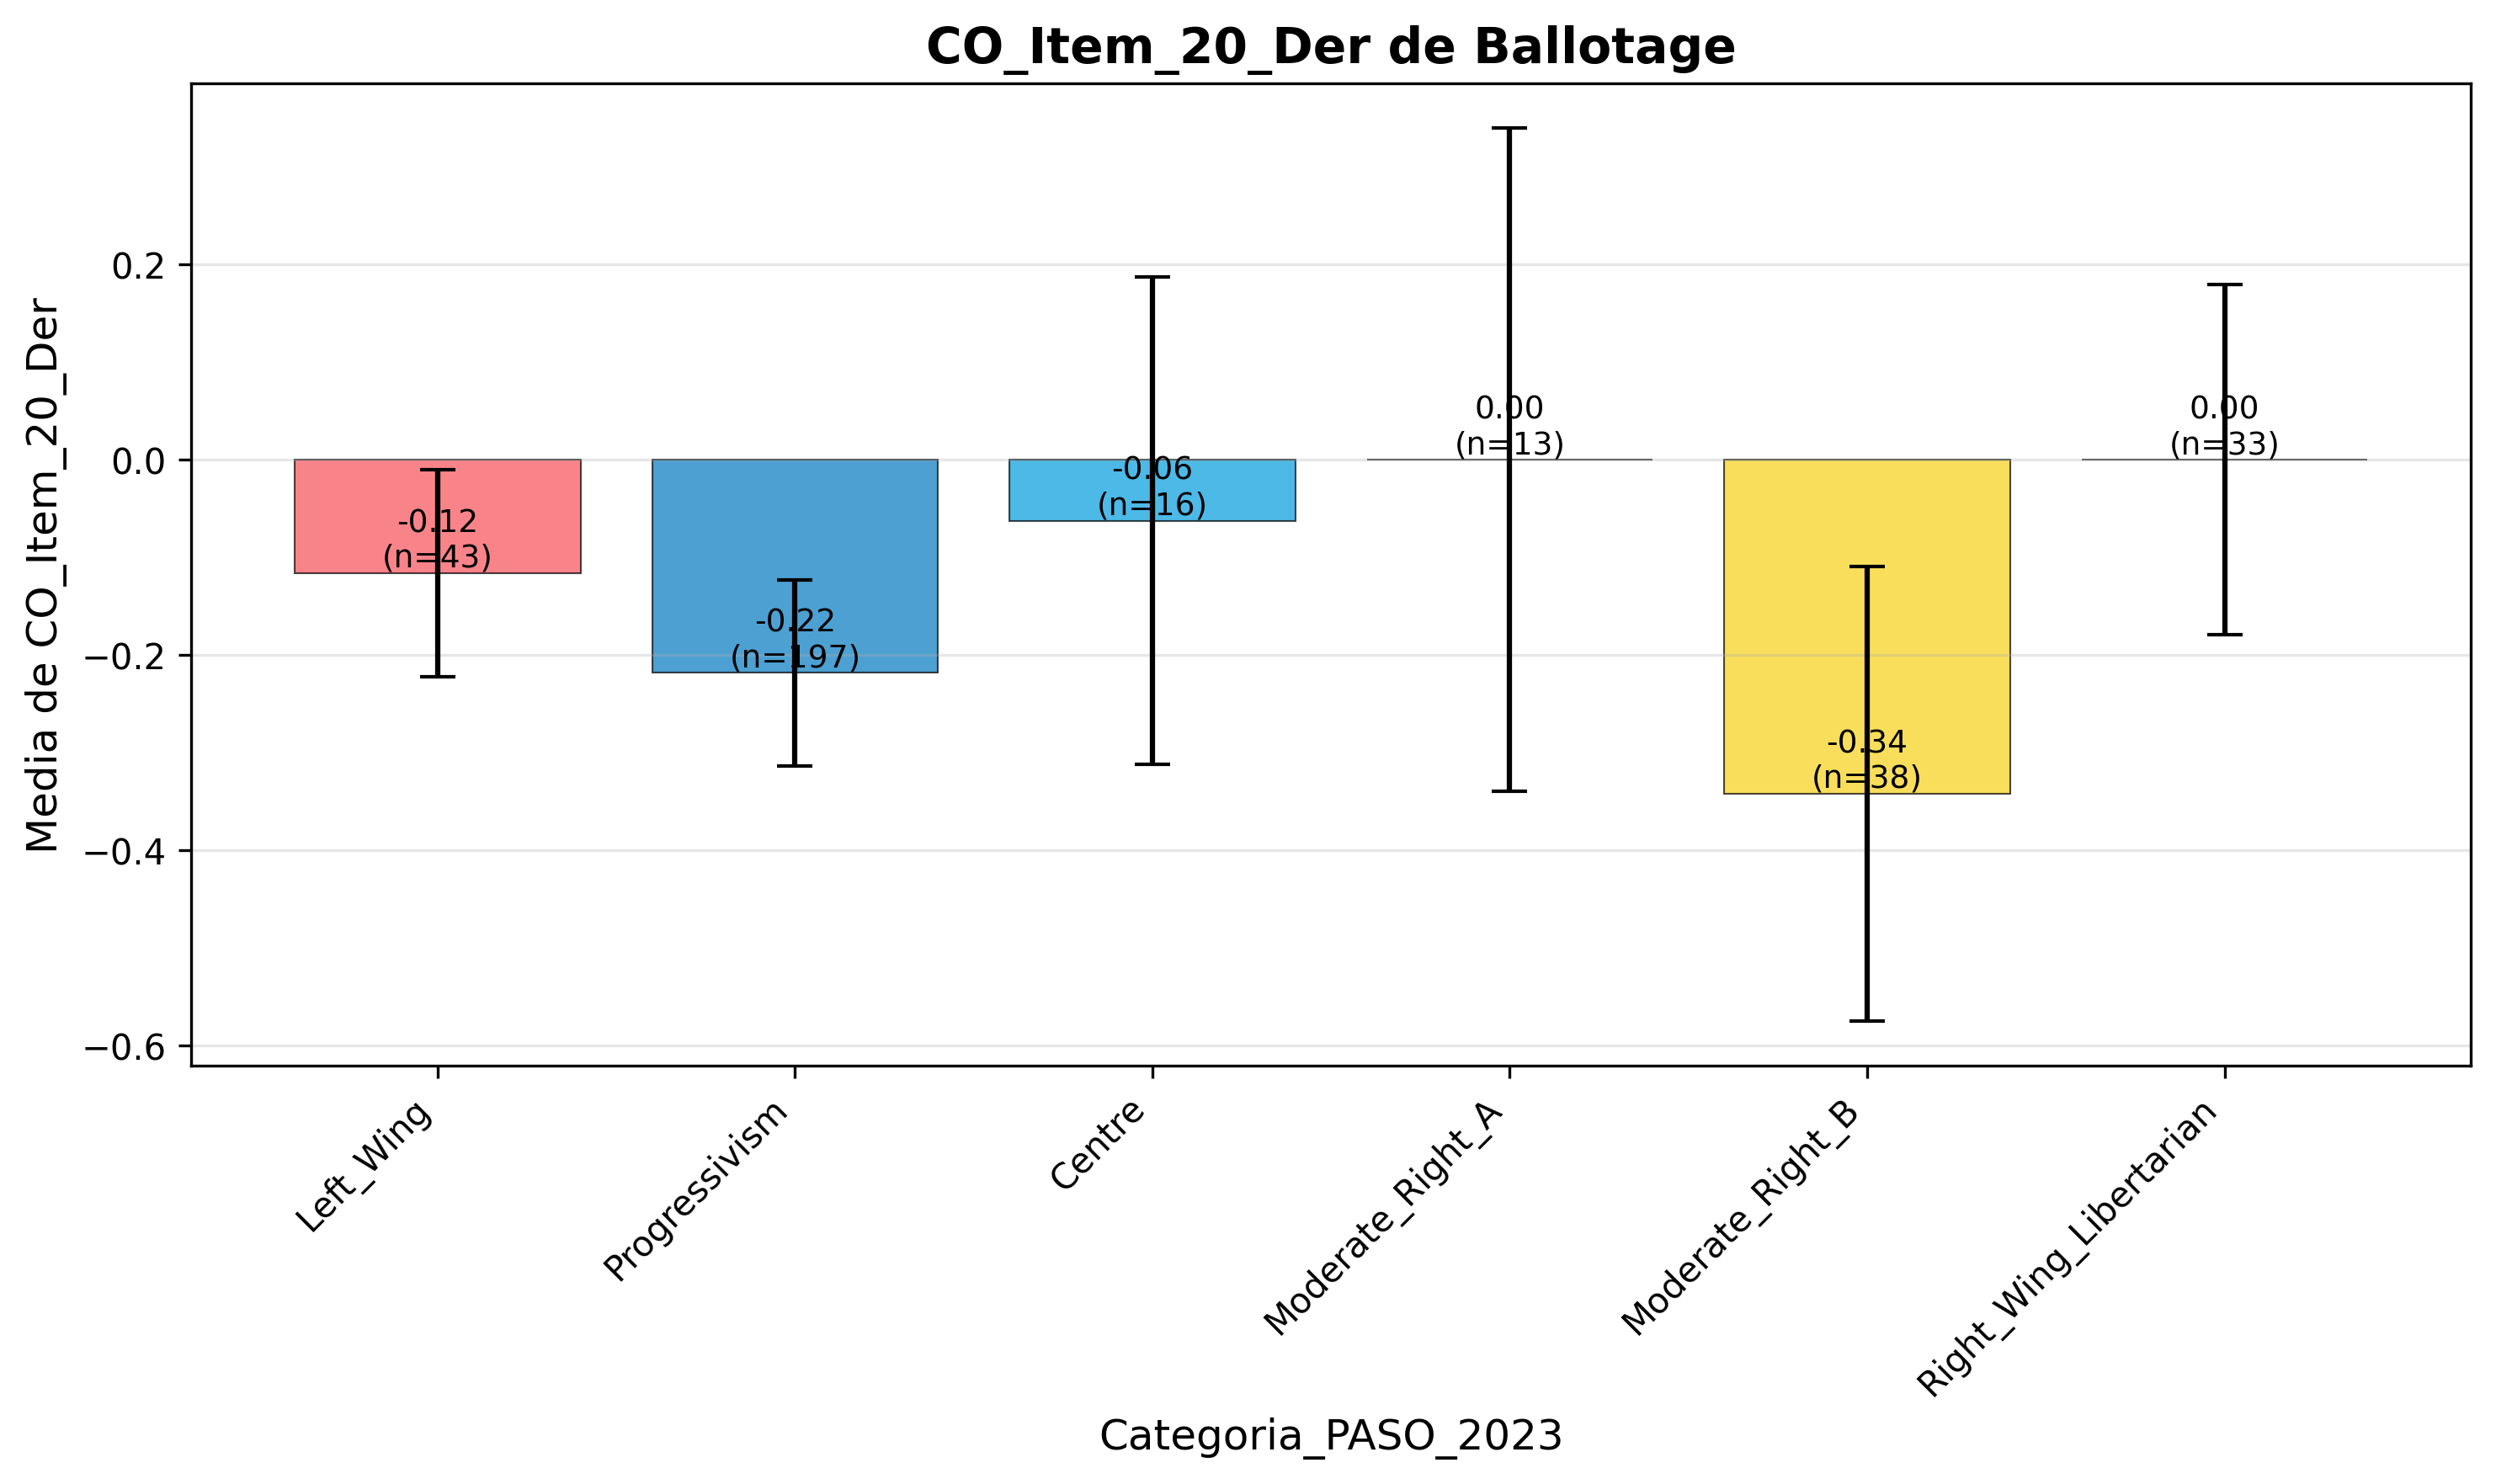 CO_Item_20_Der de Ballotage
Media de CO_Item_20_Der
0.2
0.0
−0.2
−0.4
−0.6
-0.12
(n=43)
-0.22
(n=197)
-0.06
(n=16)
0.00
(n=13)
-0.34
(n=38)
0.00
(n=33)
Left_Wing
Progressivism
Centre
Moderate_Right_A
Moderate_Right_B
Right_Wing_Libertarian
Categoria_PASO_2023